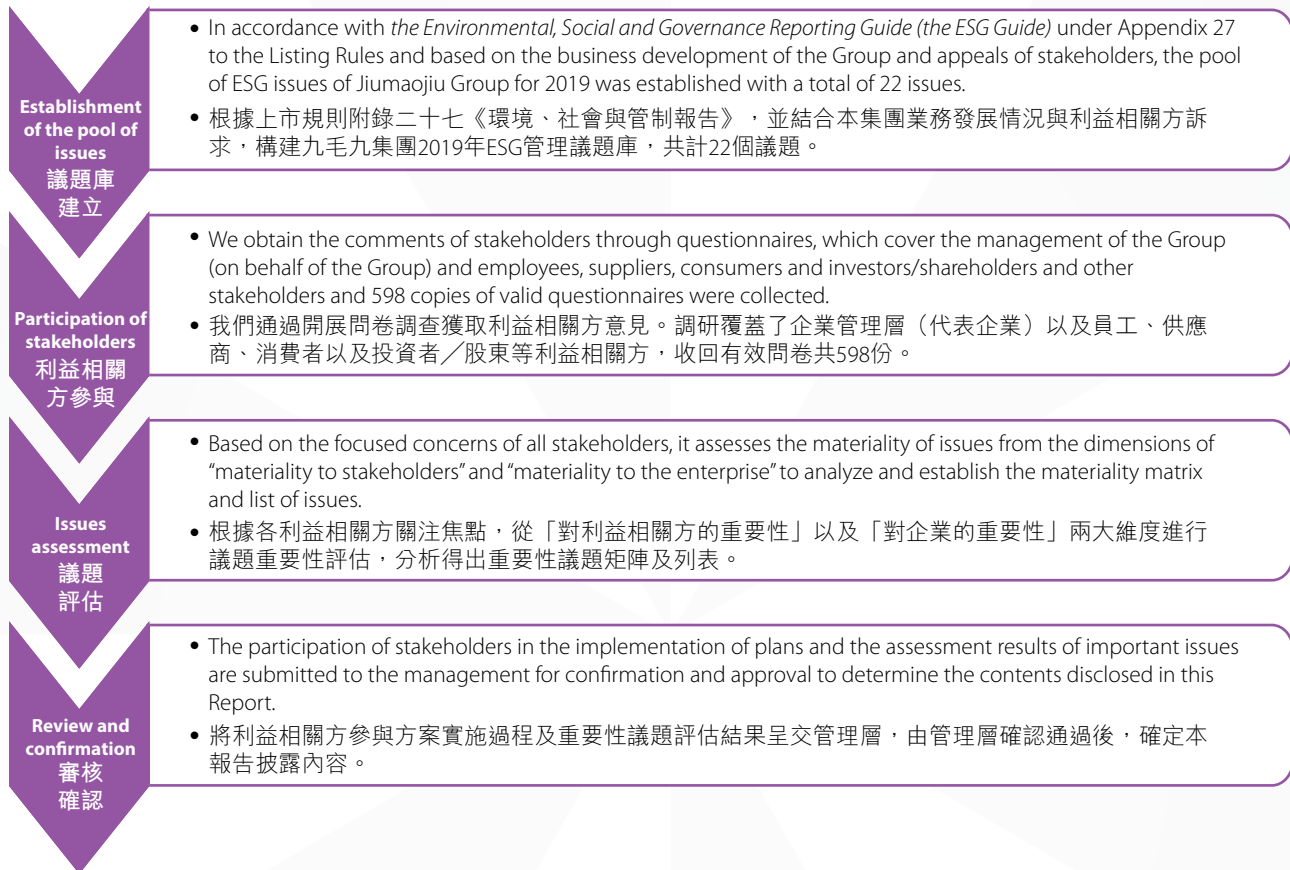 Establishment
of the pool of
issues
議題庫
建立
• In accordance with the Environmental, Social and Governance Reporting Guide (the ESG Guide) under Appendix 27
to the Listing Rules and based on the business development of the Group and appeals of stakeholders, the pool
of ESG issues of Jiumaojiu Group for 2019 was established with a total of 22 issues.
• 根據上市規則附錄二十七《環境、社會與管制報告》，並結合本集團業務發展情況與利益相關方訴
求，構建九毛九集團2019年ESG管理議題庫，共計22個議題。
Participation of
stakeholders
利益相關
方參與
• We obtain the comments of stakeholders through questionnaires, which cover the management of the Group
(on behalf of the Group) and employees, suppliers, consumers and investors/shareholders and other
stakeholders and 598 copies of valid questionnaires were collected.
• 我們通過開展問卷調查獲取利益相關方意見。調研覆蓋了企業管理層（代表企業）以及員工、供應
商、消費者以及投資者╱股東等利益相關方，收回有效問卷共598份。
Issues
assessment
議題
評估
• Based on the focused concerns of all stakeholders, it assesses the materiality of issues from the dimensions of
“materiality to stakeholders” and “materiality to the enterprise” to analyze and establish the materiality matrix
and list of issues.
• 根據各利益相關方關注焦點，從「對利益相關方的重要性」以及「對企業的重要性」兩大維度進行
議題重要性評估，分析得出重要性議題矩陣及列表。
Review and
confirmation
審核
確認
• The participation of stakeholders in the implementation of plans and the assessment results of important issues
are submitted to the management for confirmation and approval to determine the contents disclosed in this
Report.
• 將利益相關方參與方案實施過程及重要性議題評估結果呈交管理層，由管理層確認通過後，確定本
報告披露內容。